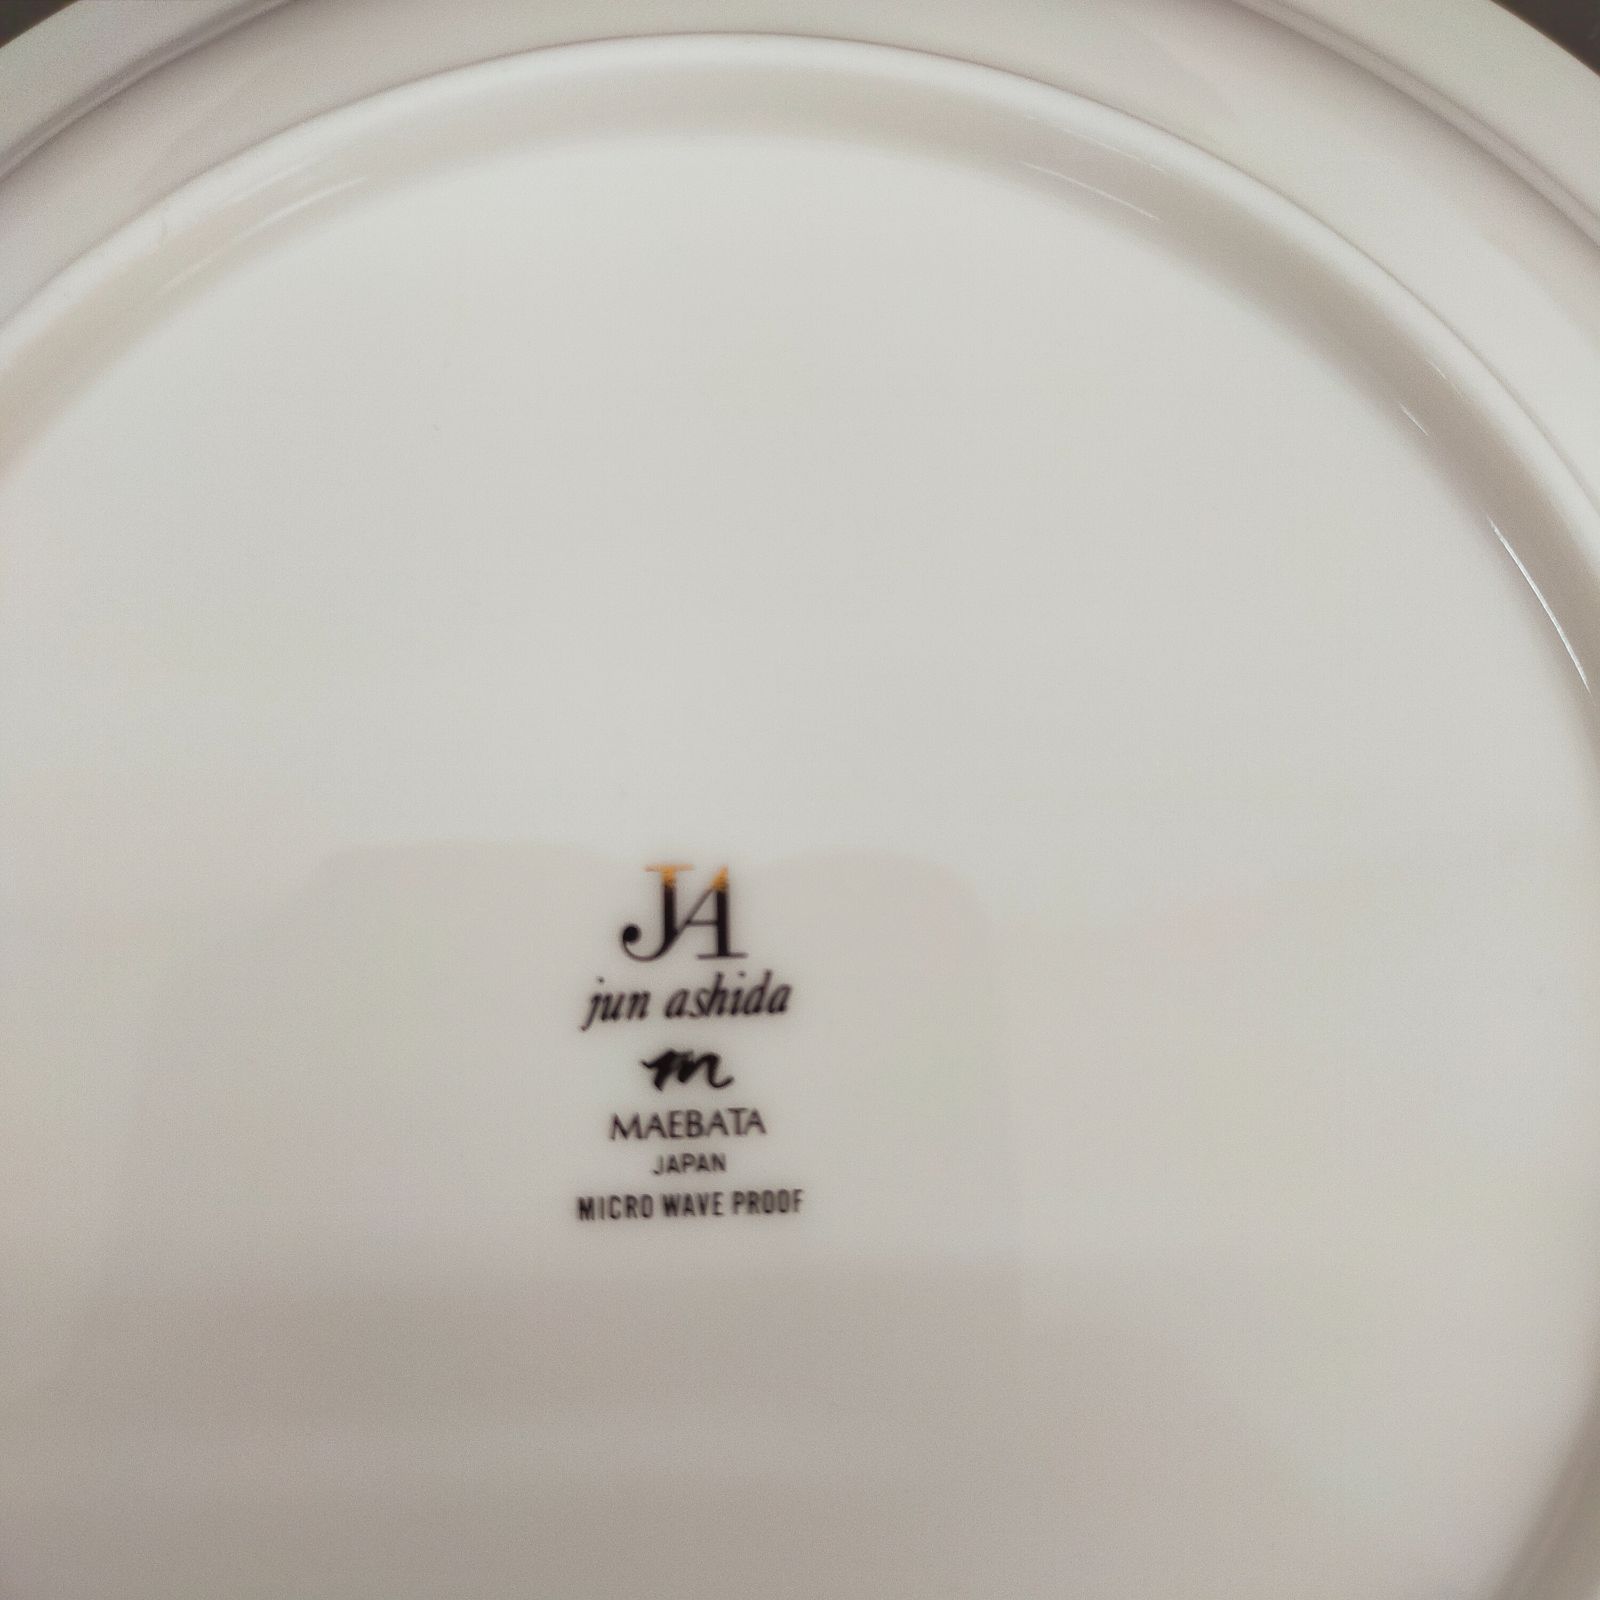 JA
jun ashida
m
MAEBATA
JAPAN
MICRO WAVE PROOF